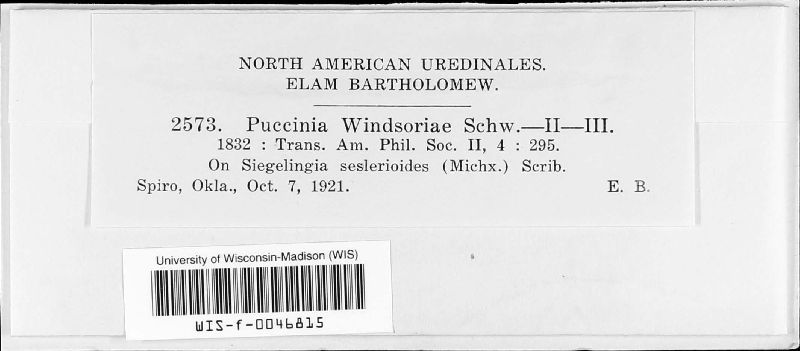 NORTH AMERICAN UREDINALES.
ELAM BARTHOLOMEW.
2573. Puccinia Windsoriae Schw.—II—III.
1832 : Trans. Am. Phil. Soc. II, 4 : 295.
On Siegelingia seslerioides (Michx.) Scrib.
Spiro, Okla., Oct. 7, 1921. E. B.
University of Wisconsin-Madison (WIS)
WIS-f-0046815